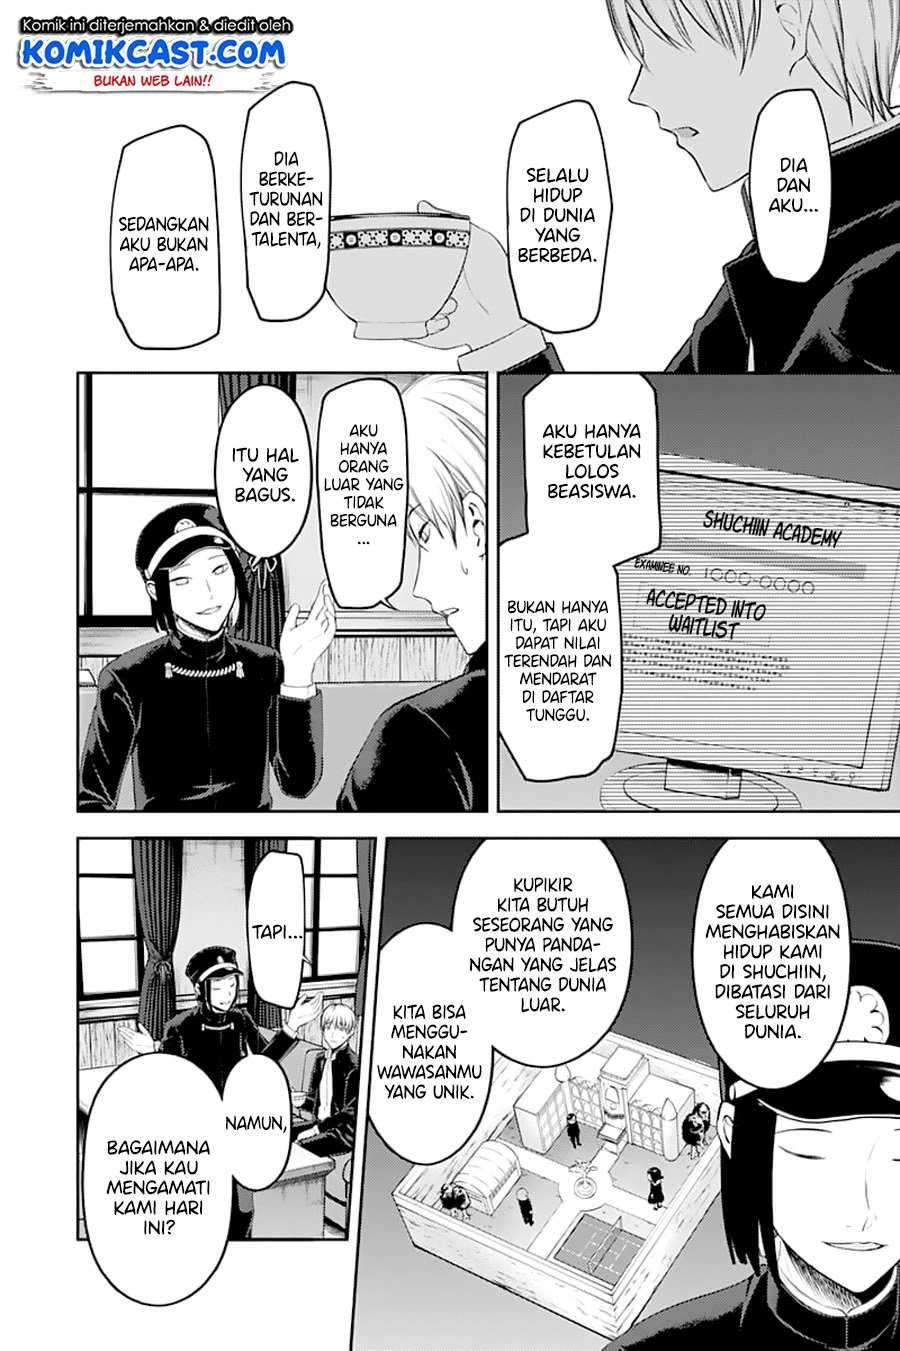 Komik ini diterjemahkan & diedit oleh
KOMIKCAST.COM
BUKAN WEB LAIN!!
DIA
DAN
AKU...
SELALU
HIDUP
DI DUNIA
YANG
BERBEDA.
DIA
BERKE-
TURUNAN
DAN BER-
TALENTA,
SEDANGKAN
AKU BUKAN
APA-APA.
AKU HANYA
KEBETULAN
LOLOS
BEASISWA.
BUKAN HANYA
ITU, TAPI AKU
DAPAT NILAI
TERENDAH DAN
MENDARAT
DI DAFTAR
TUNGGU.
SHUCHIIN ACADEMY
EXAMINEE NO. 1000-0000
ACCEPTED INTO
WAITLIST
AKU
HANYA
ORANG
LUAR YANG
TIDAK
BERGUNA
...
ITU HAL
YANG
BAGUS.
KAMI
SEMUA DISINI
MENGHABISKAN
HIDUP KAMI
DI SHUCHIIN,
DIBATASI DARI
SELURUH
DUNIA.
KUPIKIR
KITA BUTUH
SESEORANG YANG
PUNYA PANDA-
NGAN YANG JELAS
TENTANG DUNIA
LUAR.
KITA BISA
MENGGU-
NAKAN
WAWASANMU
YANG UNIK.
TAPI...
NAMUN,
BAGAIMANA
JIKA KAU
MENGAMATI
KAMI HARI
INI?